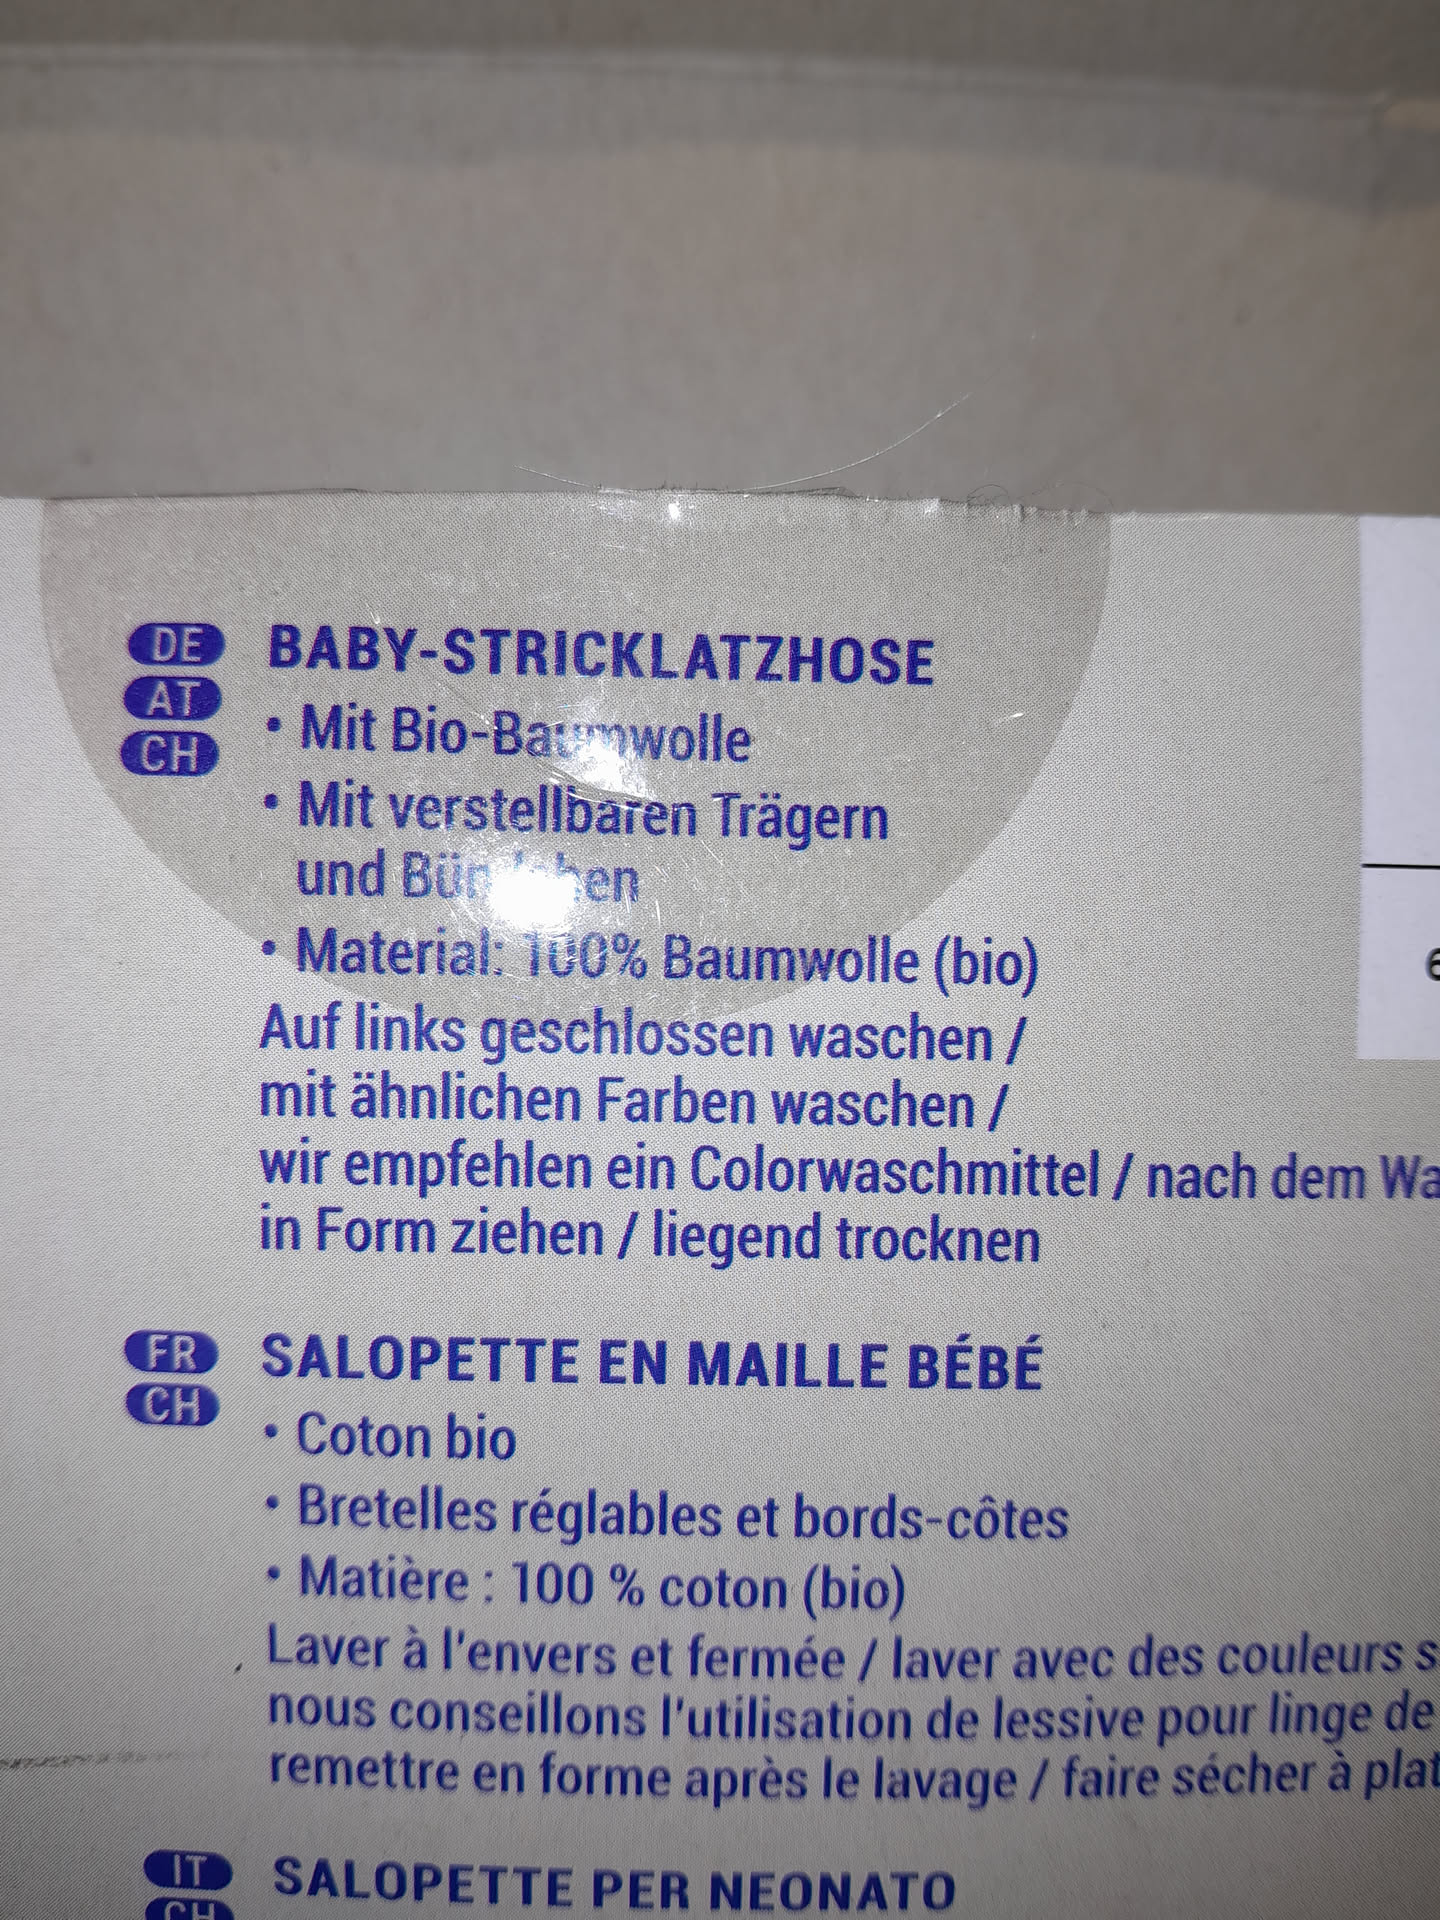 DE
AT
CH
BABY-STRICKLATZHOSE
• Mit Bio-Baumwolle
• Mit verstellbaren Trägern
und
• Material: 100% Baumwolle (bio)
Auf links geschlossen waschen /
mit ähnlichen Farben waschen /
wir empfehlen ein Colorwaschmittel / nach dem
in Form ziehen / liegend trocknen
FR
CH
SALOPETTE EN MAILLE BÉBÉ
• Coton bio
• Bretelles réglables et bords-côtes
• Matière : 100 % coton (bio)
Laver à l'envers et fermée / laver avec des couleurs
nous conseillons l'utilisation de lessive pour linge de
remettre en forme après le lavage / faire sécher à plat
IT
CH
SALOPETTE PER NEONATO